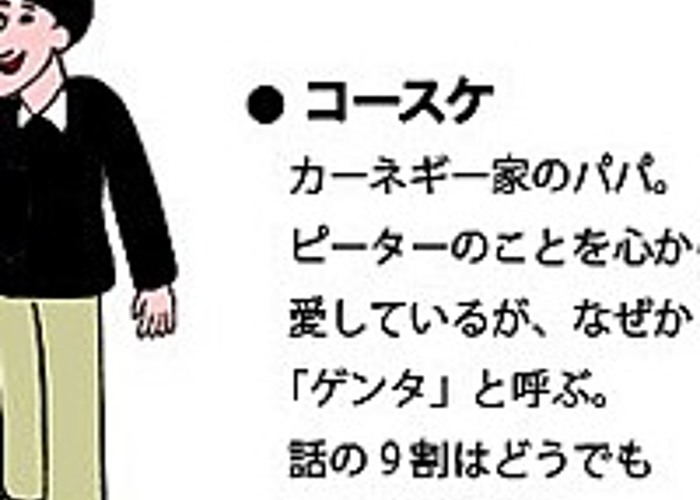 ● コースケ
カーネギー家のパパ。
ピーターのことを心か
愛しているが、なぜか
「ゲンタ」と呼ぶ。
話の9割はどうでも